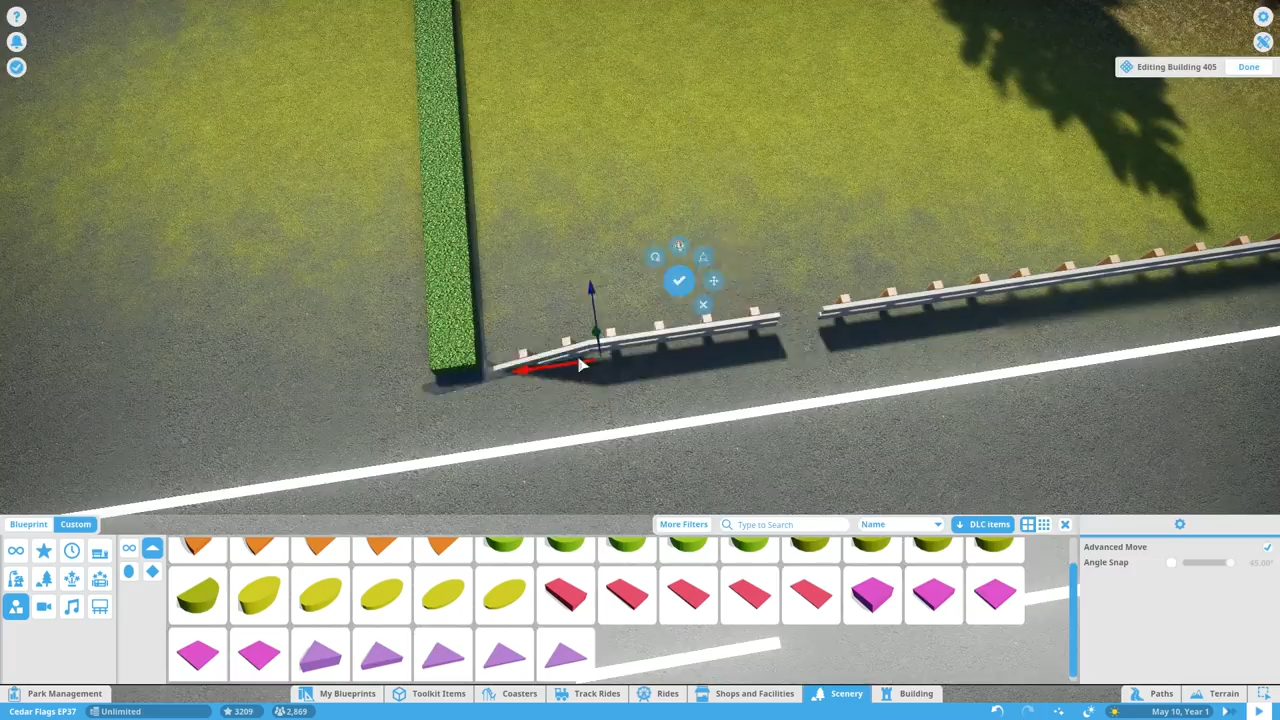 Editing Building 405 Done
Blueprint Custom More Filters Type to Search Name DLC items
Advanced Move
Angle Snap 45.00°
Park Management My Blueprints Toolkit Items Coasters Track Rides Rides Shops and Facilities Scenery Building Paths Terrain
Cedar Flags EP37 Unlimited 3209 2,869 May 10, Year 1